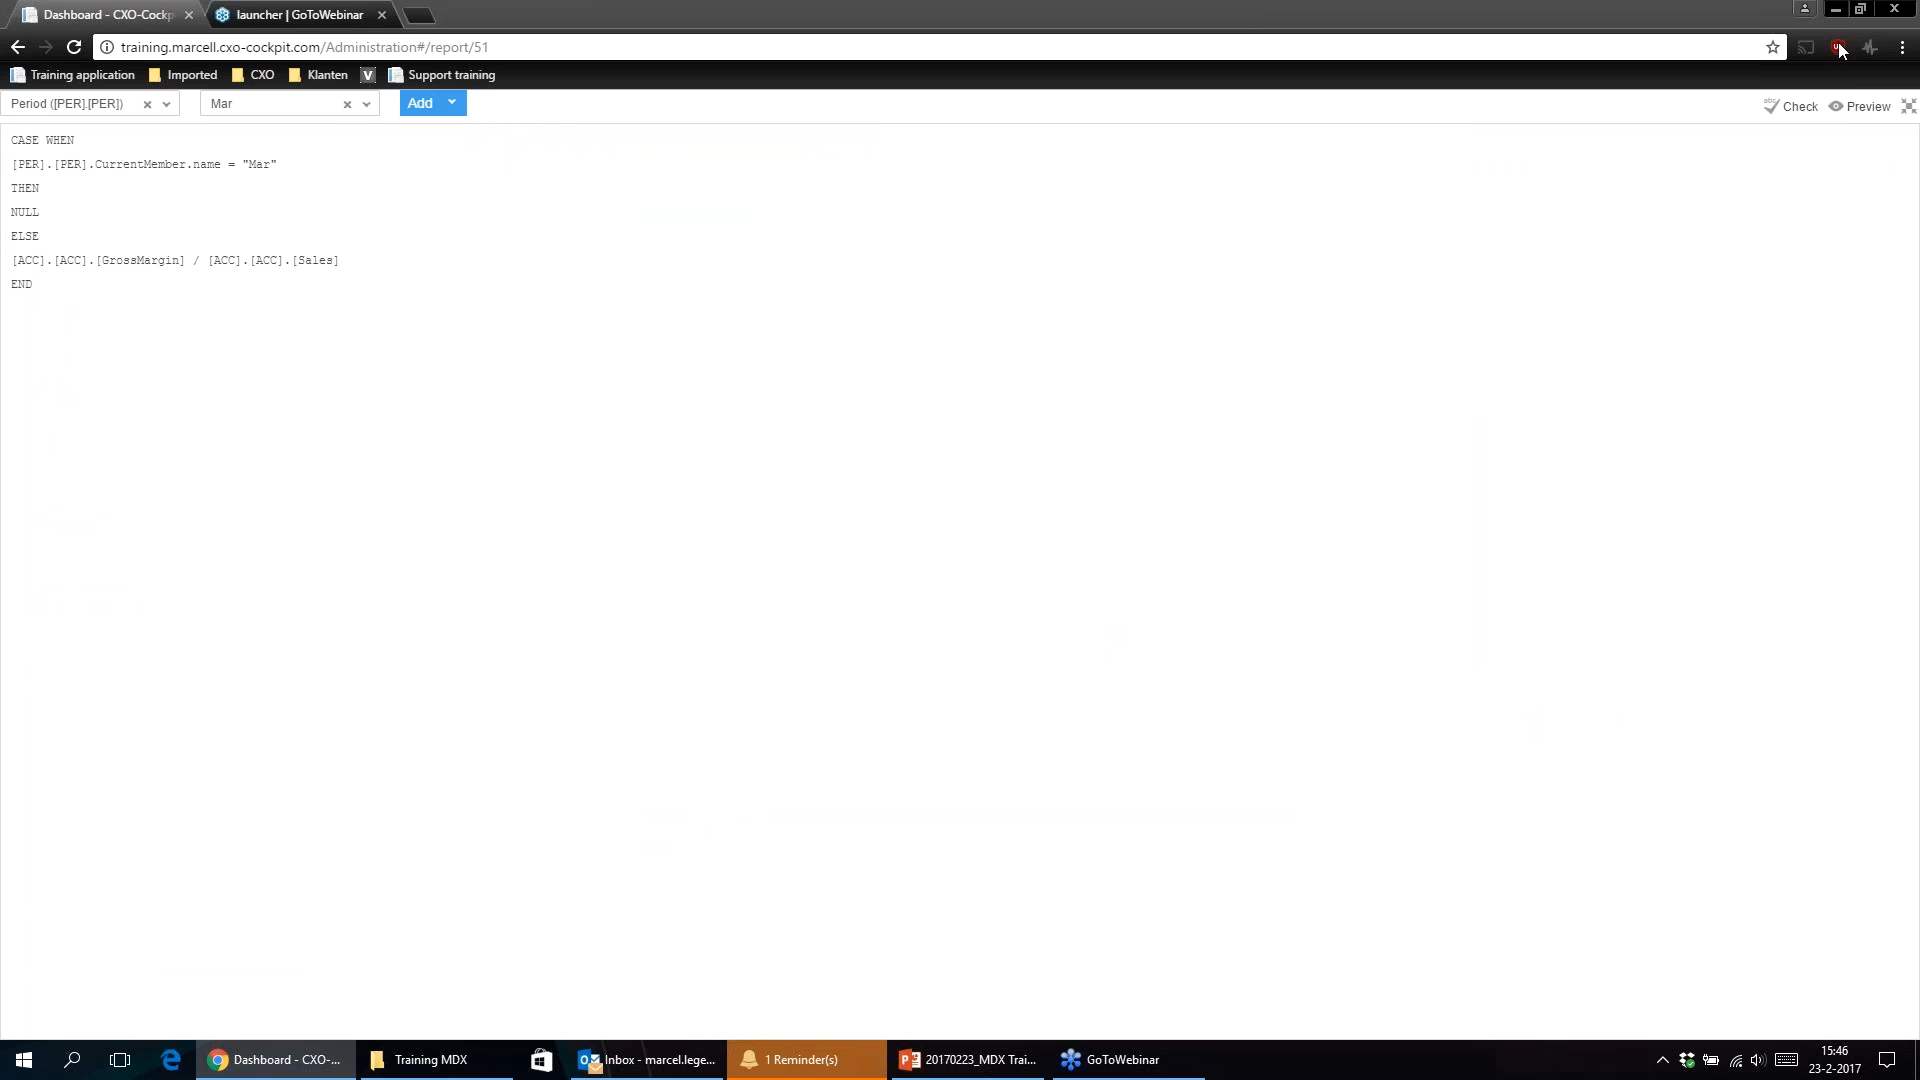 Dashboard - CXO-Cockp
launcher | GoToWebinar
training.marcell.cxo-cockpit.com/Administration#/report/51
Training application Imported CXO Klanten V Support training
Period ([PER].[PER]) Mar Add Check Preview
CASE WHEN
[PER].[PER].CurrentMember.name = "Mar"
THEN
NULL
ELSE
[ACC].[ACC].[GrossMargin] / [ACC].[ACC].[Sales]
END
Dashboard - CXO-... Training MDX Inbox - marcel.lege... 1 Reminder(s) 20170223_MDX Trai... GoToWebinar
15:46
23-2-2017